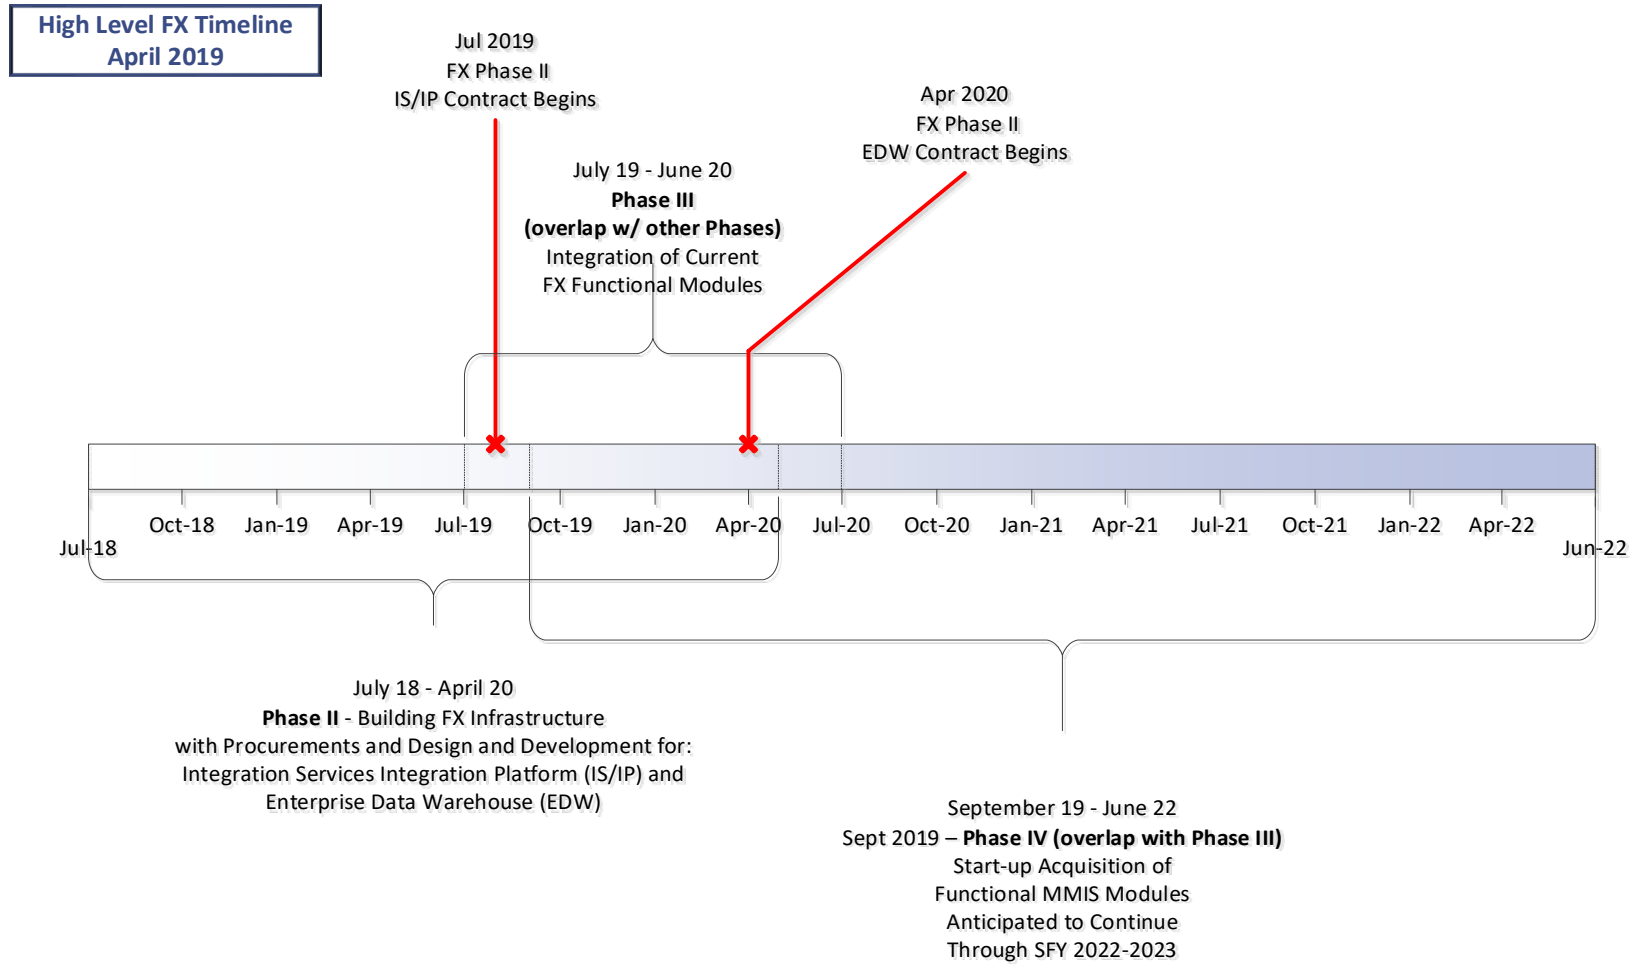 High Level FX Timeline
April 2019
Jul 2019
FX Phase II
IS/IP Contract Begins
Apr 2020
FX Phase II
EDW Contract Begins
July 19 - June 20
Phase III
(overlap w/ other Phases)
Integration of Current
FX Functional Modules
Oct-18
Jan-19
Apr-19
Jul-19
Oct-19
Jan-20
Apr-20
Jul-20
Oct-20
Jan-21
Apr-21
Jul-21
Oct-21
Jan-22
Apr-22
Jul-18
Jun-22
July 18 - April 20
Phase II - Building FX Infrastructure
with Procurements and Design and Development for:
Integration Services Integration Platform (IS/IP) and
Enterprise Data Warehouse (EDW)
September 19 - June 22
Sept 2019 – Phase IV (overlap with Phase III)
Start-up Acquisition of
Functional MMIS Modules
Anticipated to Continue
Through SFY 2022-2023